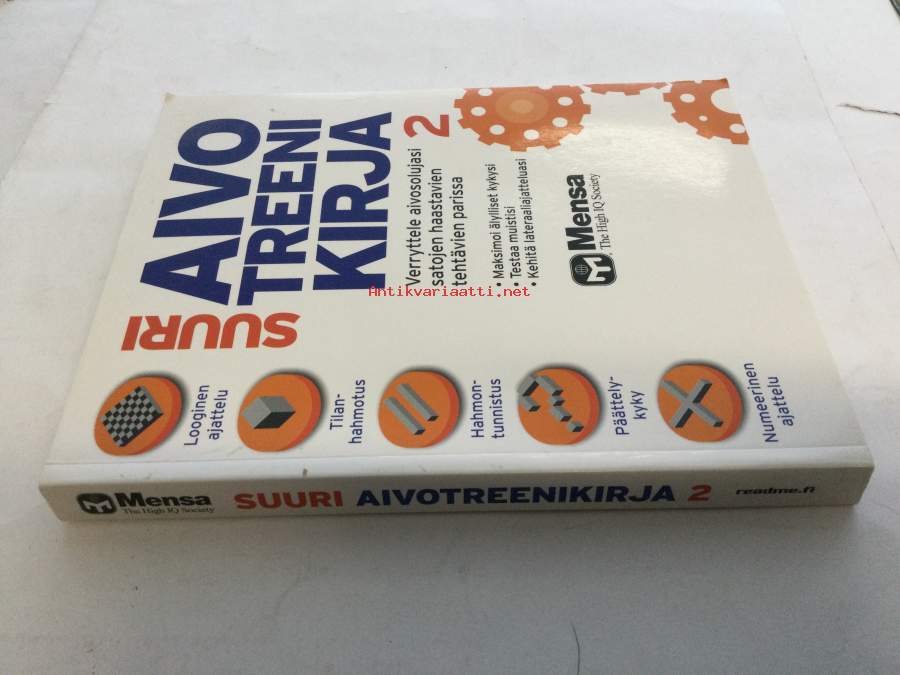 SUURI
AIVO
TREENI
KIRJA
2
Verryttele aivosolujasi
satojen haastavien
tehtävien parissa
• Maksimoi älylliset kykysi
• Testaa muistisi
• Kehitä lateraaliajatteluasi
Mensa
The High IQ Society
Looginen
ajattelu
Tilan-
hahmotus
Hahmon-
tunnistus
Päättely-
kyky
Numeerinen
ajattelu
Mensa
The High IQ Society
SUURI AIVOTREENIKIRJA 2
readme.fi
Antikvariaatti.net